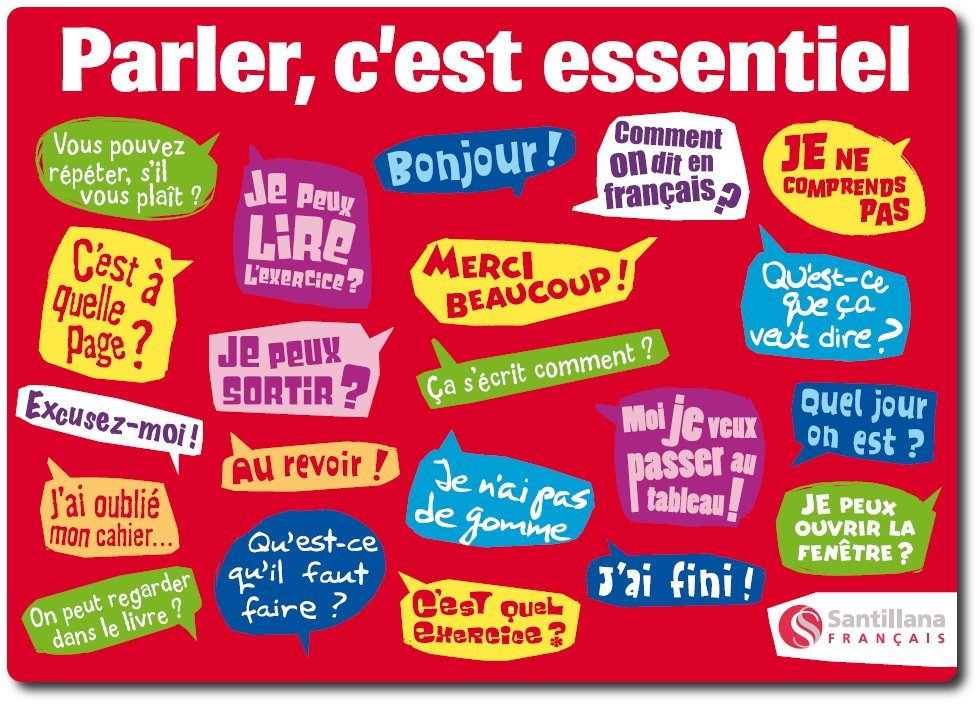 Parler, c'est essentiel
Vous pouvez
répéter, s'il
vous plaît ?
Je peux
Lire
l'exercice ?
Bonjour !
Comment
on dit en
français ?
Je ne
comprends
pas
C'est à
quelle
page ?
Merci
beaucoup !
Qu'est-ce
que ça
veut dire ?
Je peux
sortir ?
Ça s'écrit comment ?
Excusez-moi !
Au revoir !
Moi je veux
passer au
tableau !
Quel jour
on est ?
J'ai oublié
mon cahier...
Je n'ai pas
de gomme
Je peux
ouvrir la
fenêtre ?
Qu'est-ce
qu'il faut
faire ?
J'ai fini !
On peut regarder
dans le livre ?
C'est quel
exercice ?
Santillana
FRANÇAIS